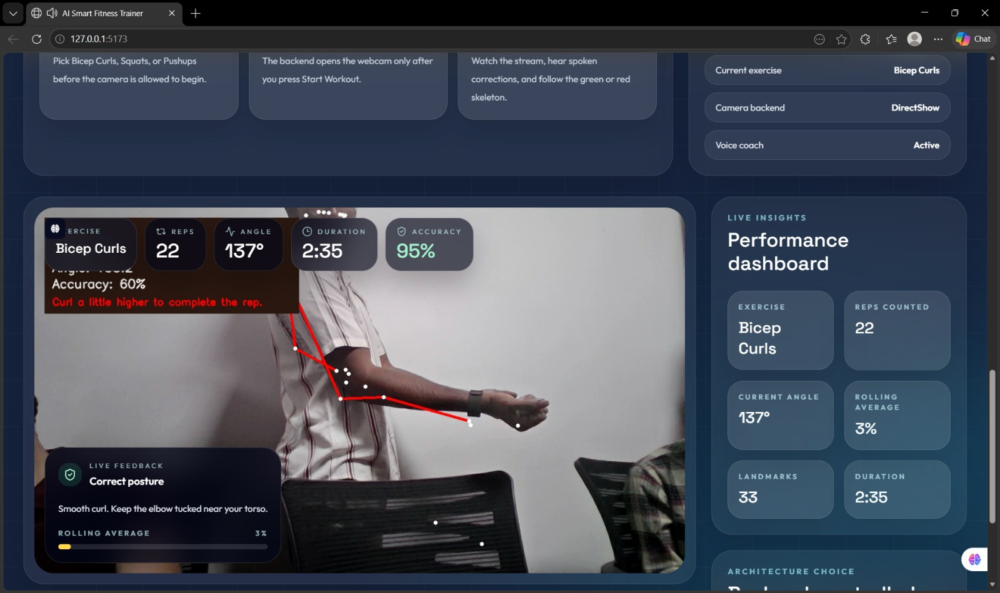 AI Smart Fitness Trainer
127.0.0.1:5173
Chat
Pick Bicep Curls, Squats, or Pushups
before the camera is allowed to begin.
The backend opens the webcam only after
you press Start Workout.
Watch the stream, hear spoken
corrections, and follow the green or red
skeleton.
Current exercise Bicep Curls
Camera backend DirectShow
Voice coach Active
ERCISE
Bicep Curls
REPS
22
ANGLE
137°
DURATION
2:35
ACCURACY
95%
Accuracy: 60%
Curl a little higher to complete the rep.
LIVE FEEDBACK
Correct posture
Smooth curl. Keep the elbow tucked near your torso.
ROLLING AVERAGE 3%
LIVE INSIGHTS
Performance
dashboard
EXERCISE
Bicep
Curls
REPS COUNTED
22
CURRENT ANGLE
137°
ROLLING
AVERAGE
3%
LANDMARKS
33
DURATION
2:35
ARCHITECTURE CHOICE